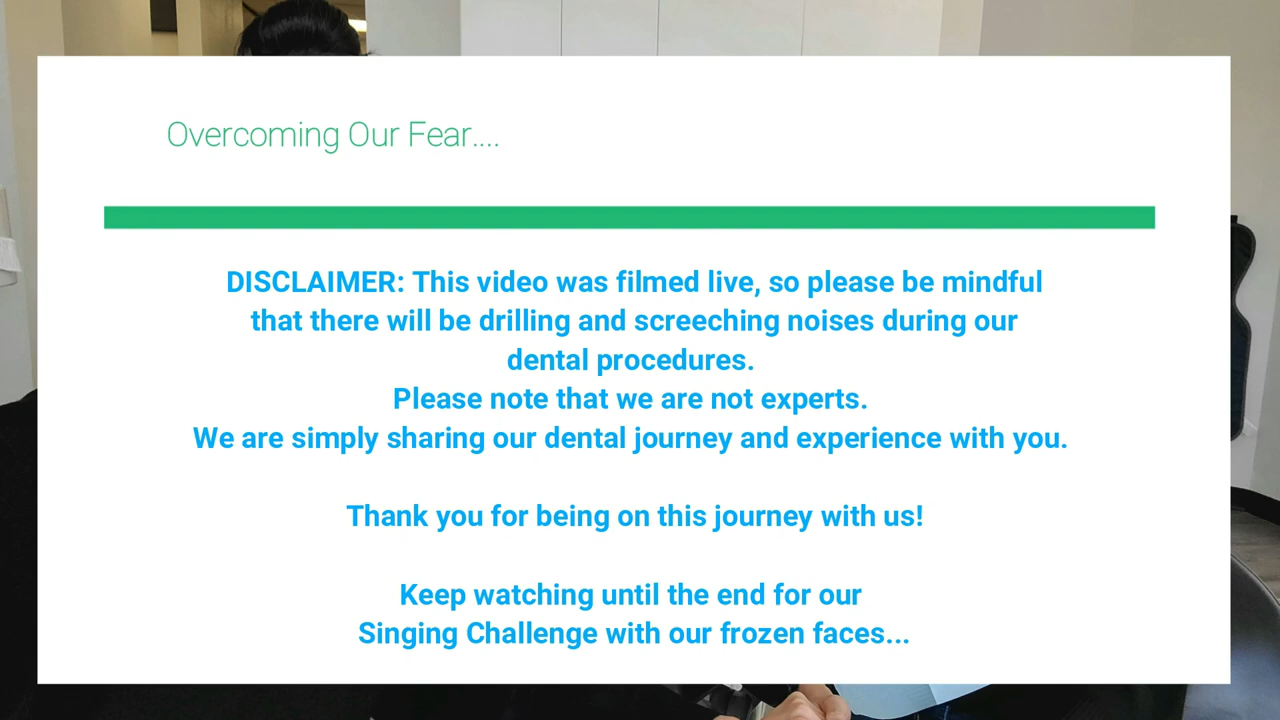 Overcoming Our Fear....
DISCLAIMER: This video was filmed live, so please be mindful
that there will be drilling and screeching noises during our
dental procedures.
Please note that we are not experts.
We are simply sharing our dental journey and experience with you.
Thank you for being on this journey with us!
Keep watching until the end for our
Singing Challenge with our frozen faces...